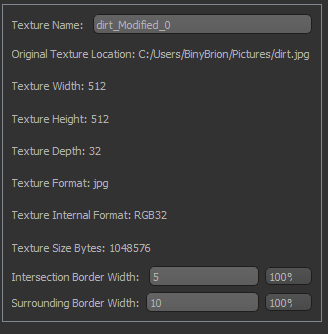 Texture Name: dirt_Modified_0
Original Texture Location: C:/Users/BinyBrion/Pictures/dirt.jpg
Texture Width: 512
Texture Height: 512
Texture Depth: 32
Texture Format: jpg
Texture Internal Format: RGB32
Texture Size Bytes: 1048576
Intersection Border Width: 5 100%
Surrounding Border Width: 10 100%